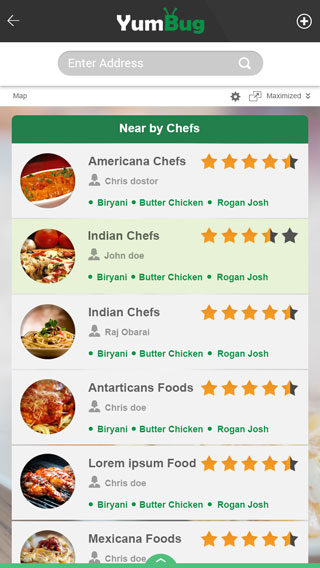 YumBug
Enter Address
Map
Maximized
Near by Chefs
Americana Chefs
Chris dostor
Biryani Butter Chicken Rogan Josh
Indian Chefs
John doe
Biryani Butter Chicken Rogan Josh
Indian Chefs
Raj Obarai
Biryani Butter Chicken Rogan Josh
Antarticans Foods
Chris doe
Biryani Butter Chicken Rogan Josh
Lorem ipsum Food
Chris doe
Biryani Butter Chicken Rogan Josh
Mexicana Foods
Chris doe